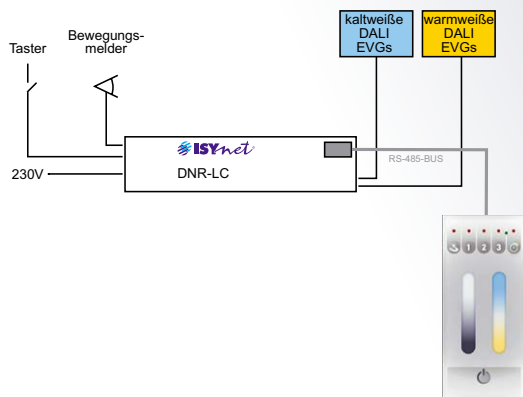 Taster
Bewegungs-
melder
kaltweiße
DALI
EVGs
warmweiße
DALI
EVGs
ISYnet
RS-485-BUS
230V
DNR-LC
1 2 3